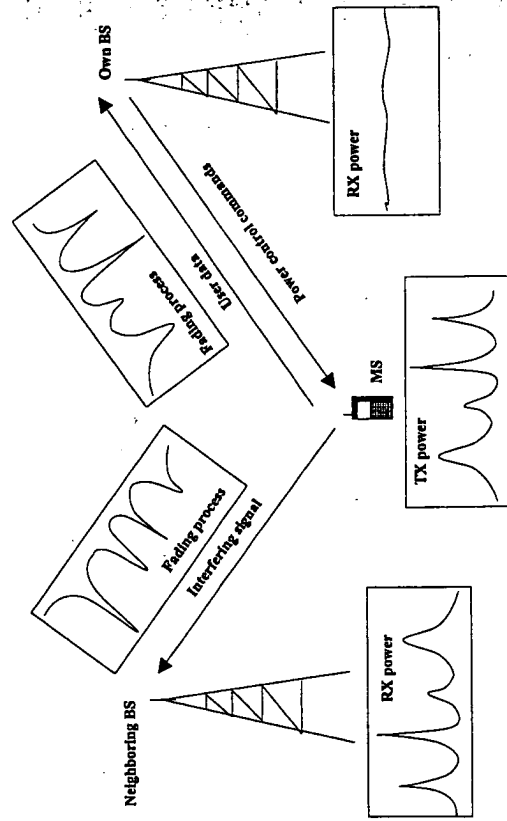 Own BS
RX power
Fading process
User data
Power control commands
MS
TX power
Fading process
Interfering signal
Neighboring BS
RX power